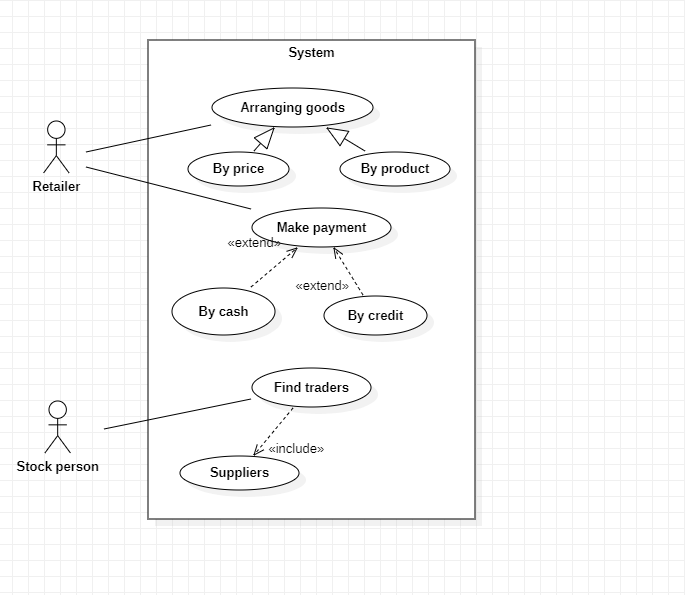 System
Arranging goods
By price
By product
Retailer
Make payment
«extend»
«extend»
By cash
By credit
Find traders
«include»
Stock person
Suppliers